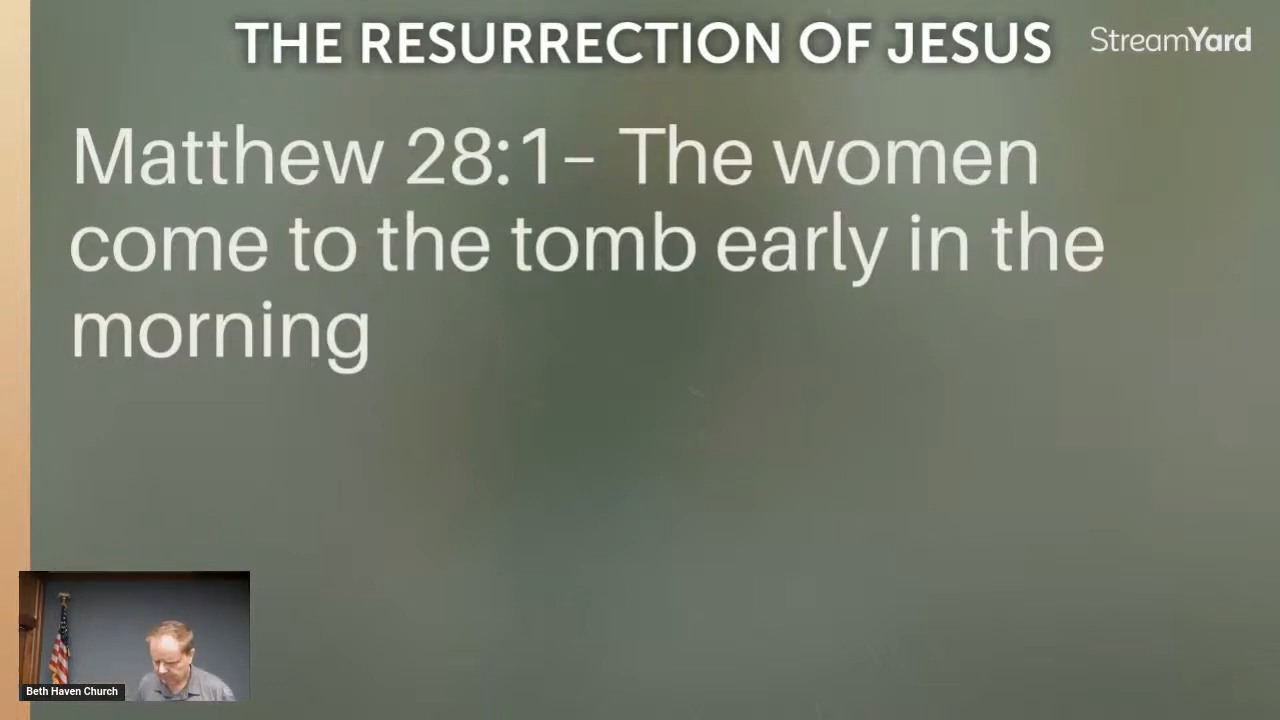 THE RESURRECTION OF JESUS
StreamYard
Matthew 28:1– The women
come to the tomb early in the
morning
Beth Haven Church